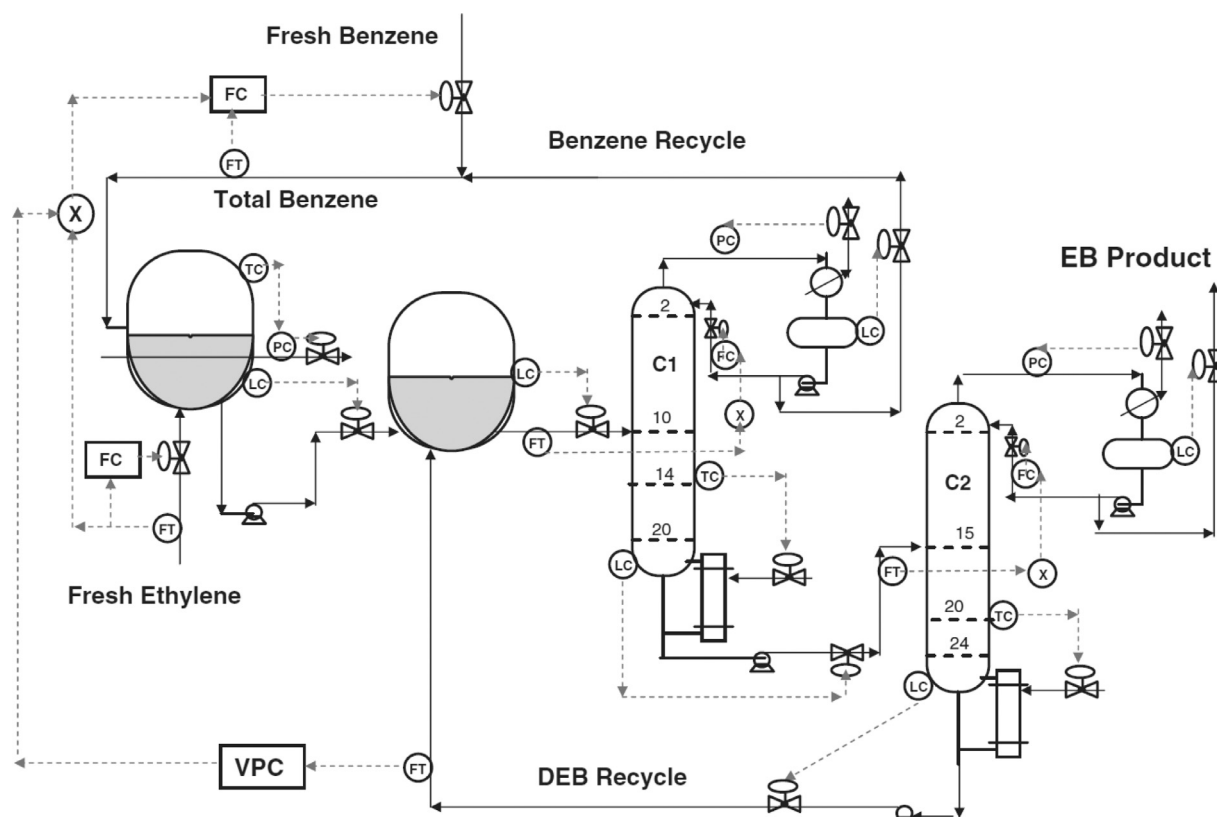 Fresh Benzene
FC
Benzene Recycle
FT
Total Benzene
X
TC
PC
EB Product
2
LC
PC
FC
LC
C1
LC
PC
X
10
FT
2
LC
FC
14
TC
C2
FC
FT
20
15
LC
FT
X
Fresh Ethylene
20
TC
24
LC
VPC
FT
DEB Recycle